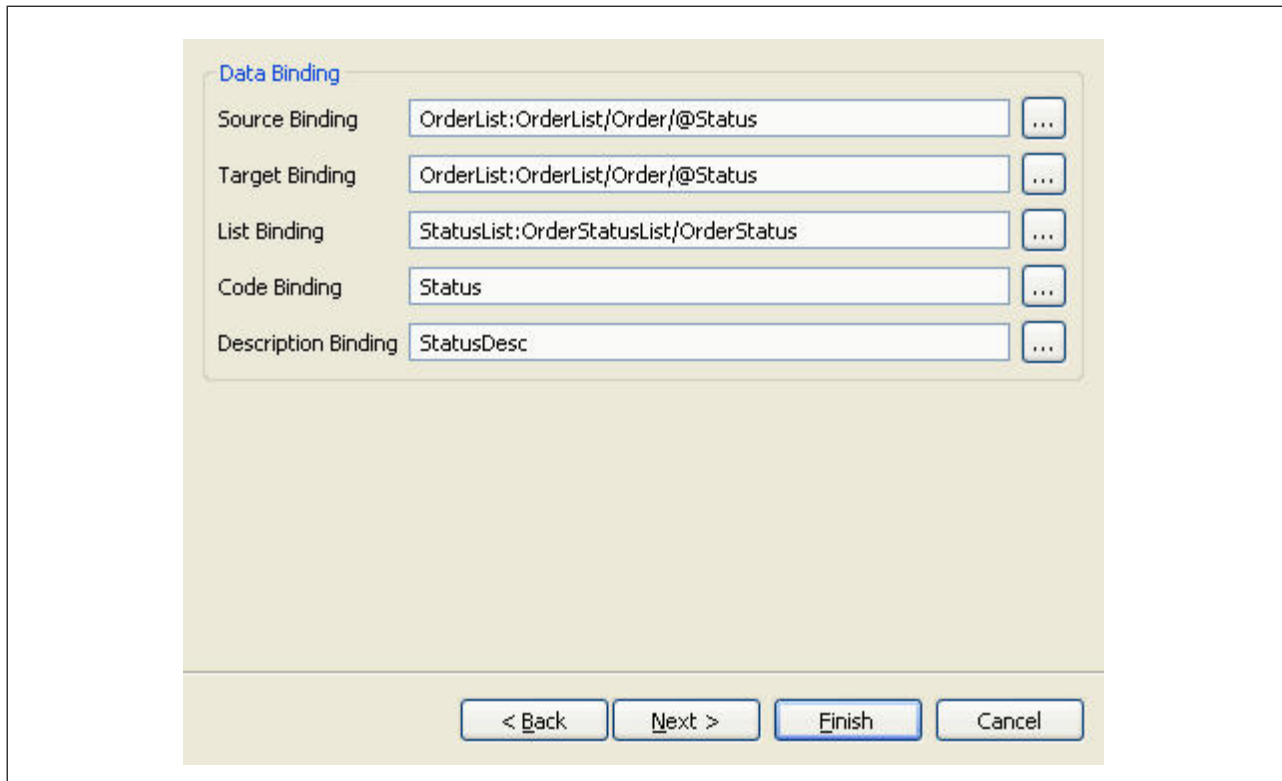 Data Binding
Source Binding OrderList:OrderList/Order/@Status ...
Target Binding OrderList:OrderList/Order/@Status ...
List Binding StatusList:OrderStatusList/OrderStatus ...
Code Binding Status ...
Description Binding StatusDesc ...
< Back Next > Finish Cancel